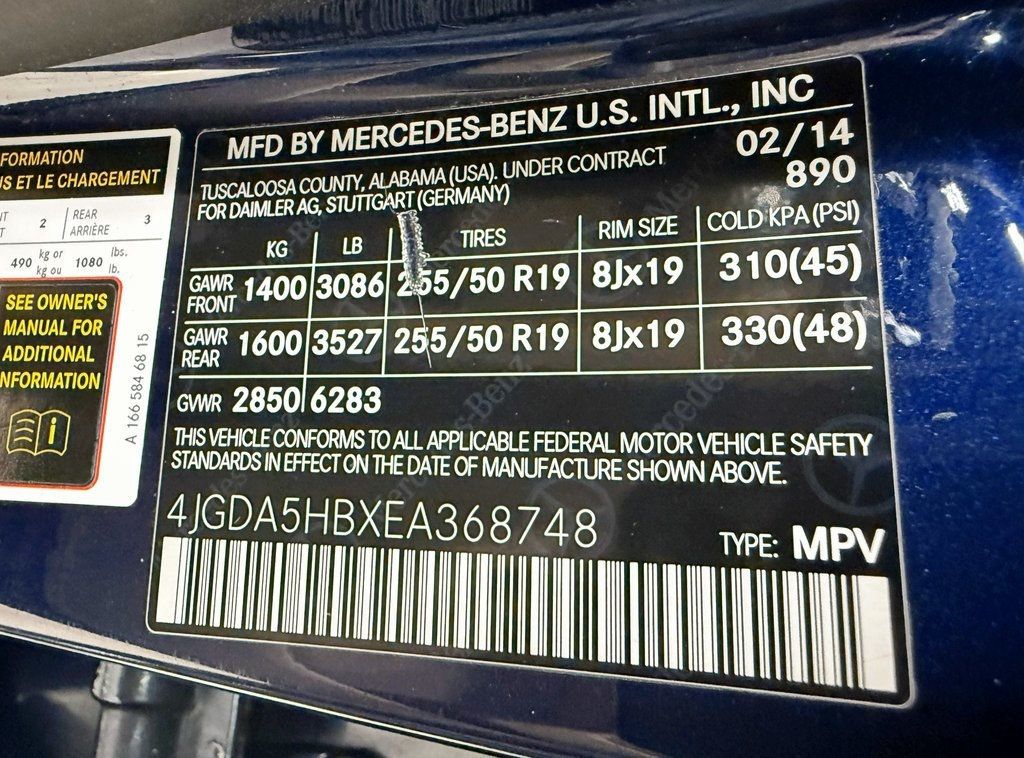 FORMATION
ET LE CHARGEMENT
2 REAR ARRIÈRE 3
490 kg or kg ou 1080 lbs. lb.
SEE OWNER'S
MANUAL FOR
ADDITIONAL
NFORMATION
A 166 584 68 15
MFD BY MERCEDES-BENZ U.S. INTL., INC
TUSCALOOSA COUNTY, ALABAMA (USA). UNDER CONTRACT
FOR DAIMLER AG, STUTTGART (GERMANY)
02/14
890
KG LB TIRES RIM SIZE COLD KPA (PSI)
GAWR FRONT 1400 3086 255/50 R19 8Jx19 310(45)
GAWR REAR 1600 3527 255/50 R19 8Jx19 330(48)
GVWR 2850 6283
THIS VEHICLE CONFORMS TO ALL APPLICABLE FEDERAL MOTOR VEHICLE SAFETY
STANDARDS IN EFFECT ON THE DATE OF MANUFACTURE SHOWN ABOVE.
4JGDA5HBXEA368748
TYPE: MPV